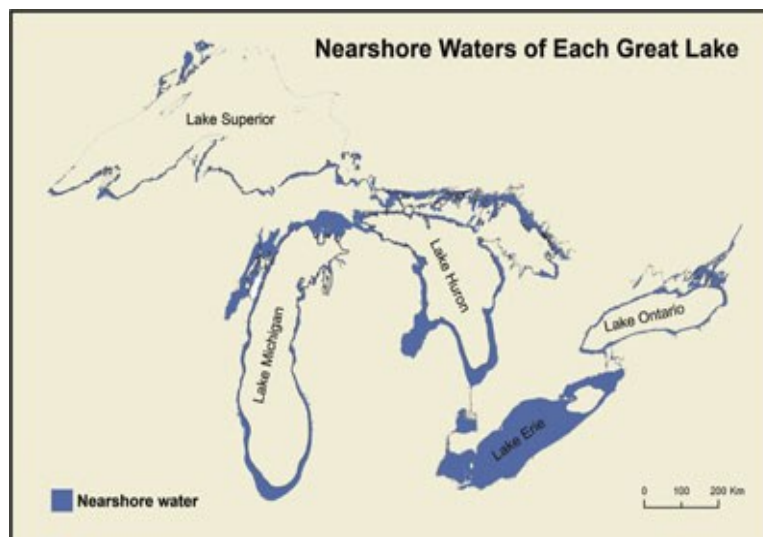 Nearshore Waters of Each Great Lake
Lake Superior
Lake Huron
Lake Michigan
Lake Ontario
Lake Erie
Nearshore water
0 100 200 Km